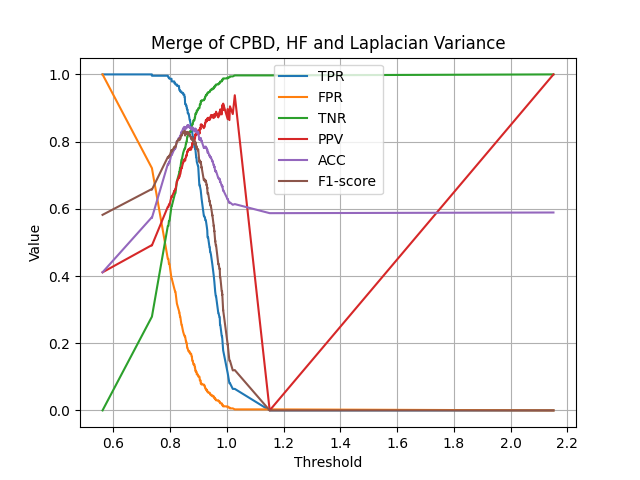 Merge of CPBD, HF and Laplacian Variance
TPR
FPR
TNR
PPV
ACC
F1-score
Value
1.0
0.8
0.6
0.4
0.2
0.0
0.6 0.8 1.0 1.2 1.4 1.6 1.8 2.0 2.2
Threshold